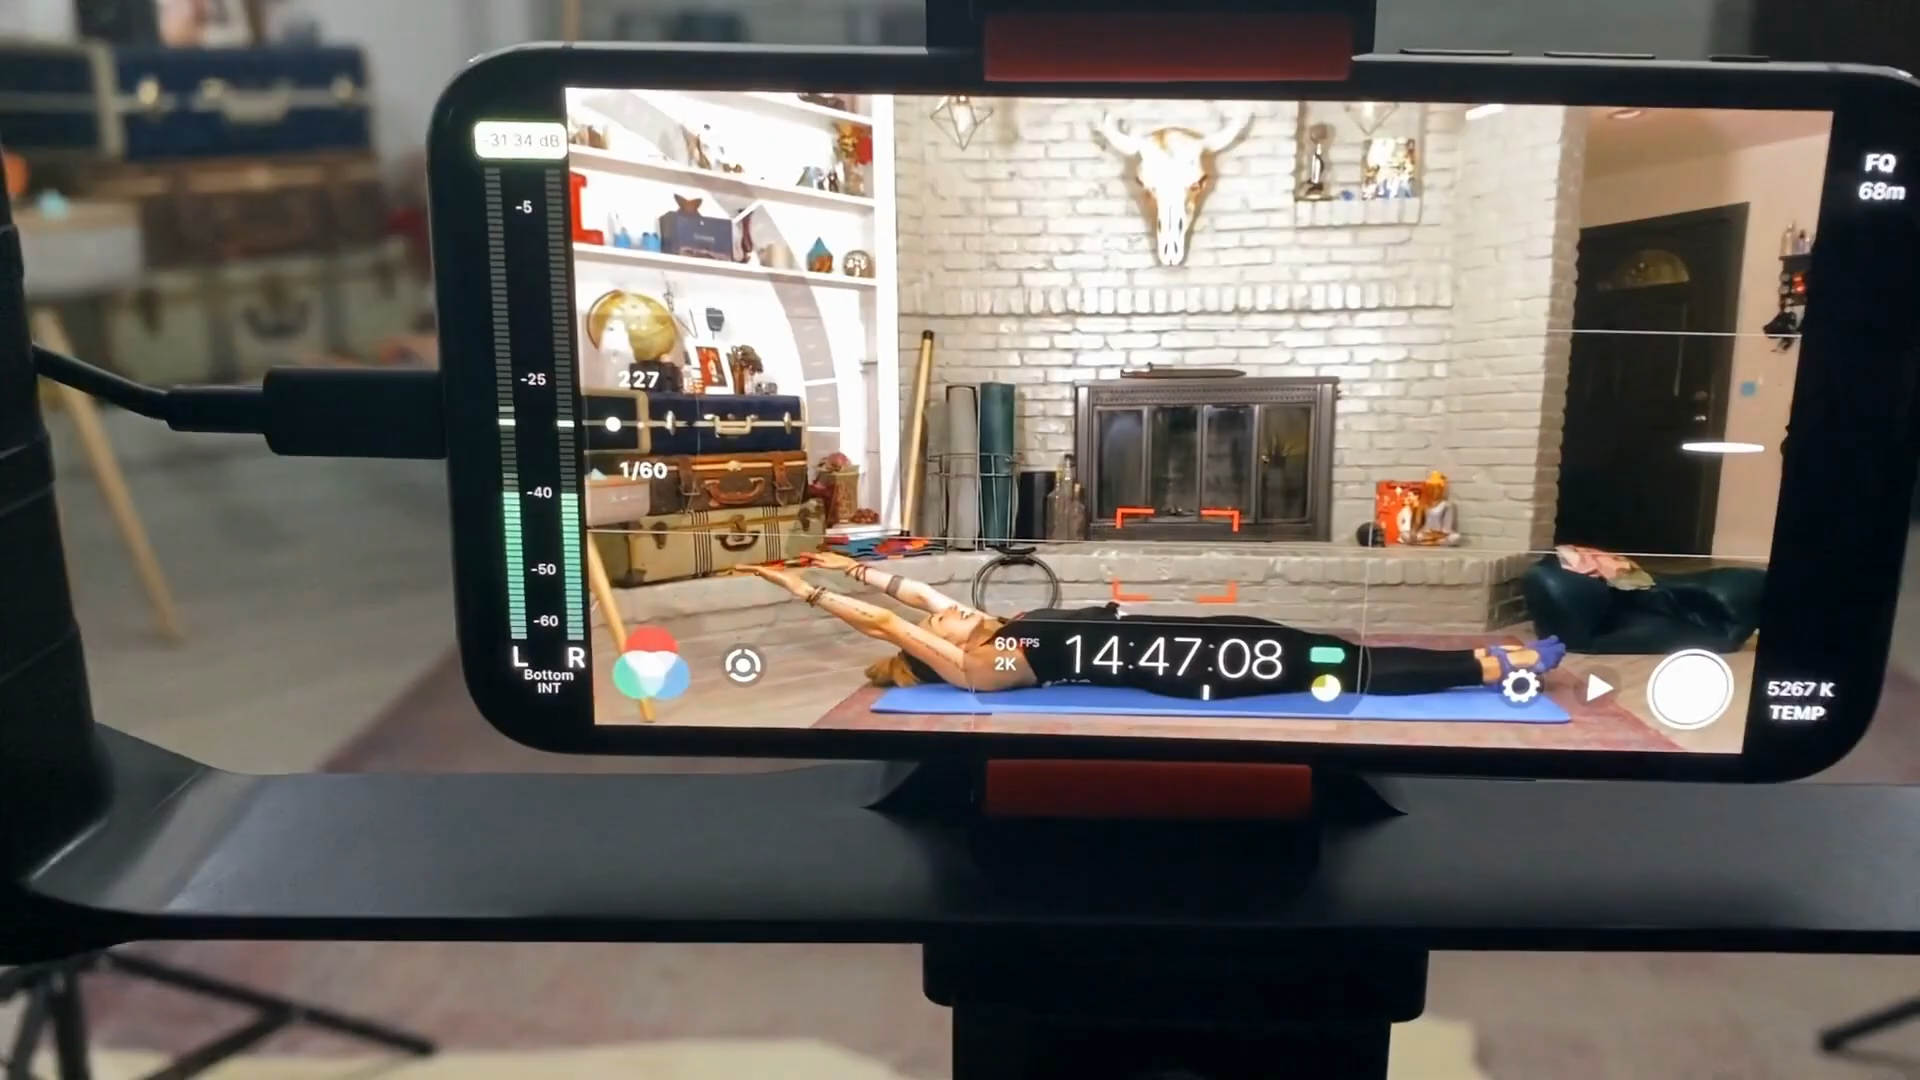 -31 34 dB
-5
-25
-40
-50
-60
L R
Bottom
INT
227
1/60
60 FPS
2K
14:47:08
FQ
68m
5267 K
TEMP